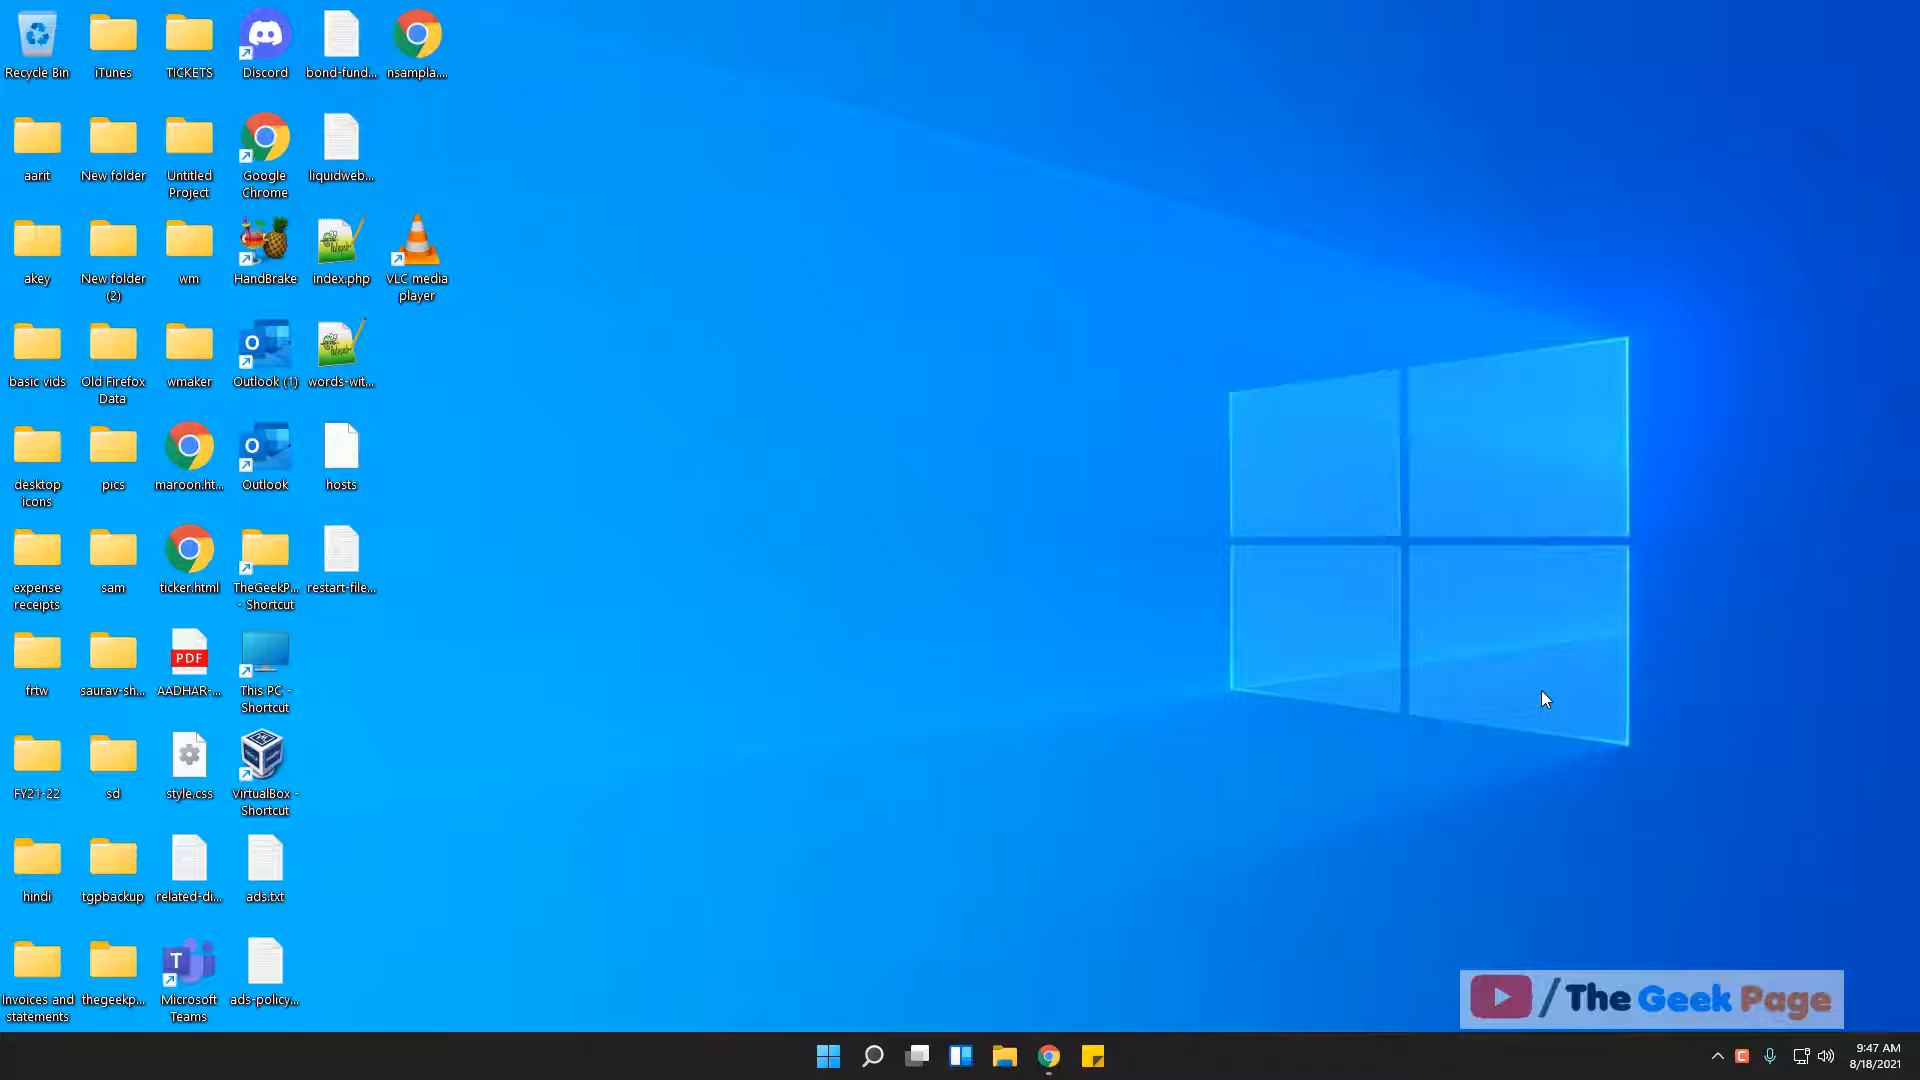 Recycle Bin
iTunes
TICKETS
Discord
bond-fund...
nsampla....
aarit
New folder
Untitled
Project
Google
Chrome
liquidweb...
akey
New folder
(2)
wm
HandBrake
index.php
VLC media
player
basic vids
Old Firefox
Data
wmaker
Outlook (1)
words-wit...
desktop
icons
pics
maroon.ht...
Outlook
hosts
expense
receipts
sam
ticker.html
TheGeekP...
- Shortcut
restart-file...
frtw
saurav-sh...
PDF
AADHAR-...
This PC -
Shortcut
FY21-22
sd
style.css
VirtualBox -
Shortcut
hindi
tgpbackup
related-di...
ads.txt
Invoices and
statements
thegeekp...
T
Microsoft
Teams
ads-policy...
/The Geek Page
9:47 AM
8/18/2021